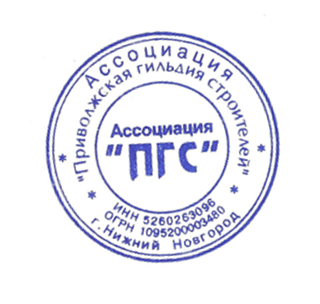 Ассоциация
"Приволжская гильдия строителей"
Ассоциация
"ПГС"
ИНН 5260263096
ОГРН 1095200003480
г. Нижний Новгород